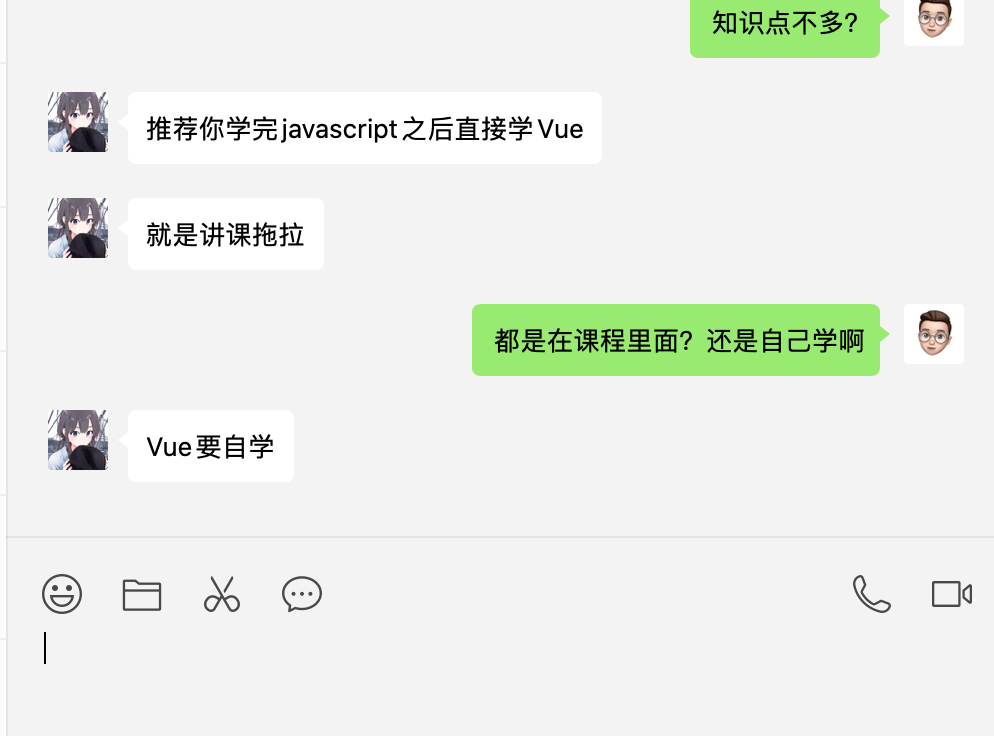 知识点不多?
推荐你学完javascript之后直接学Vue
就是讲课拖拉
都是在课程里面? 还是自己学啊
Vue要自学